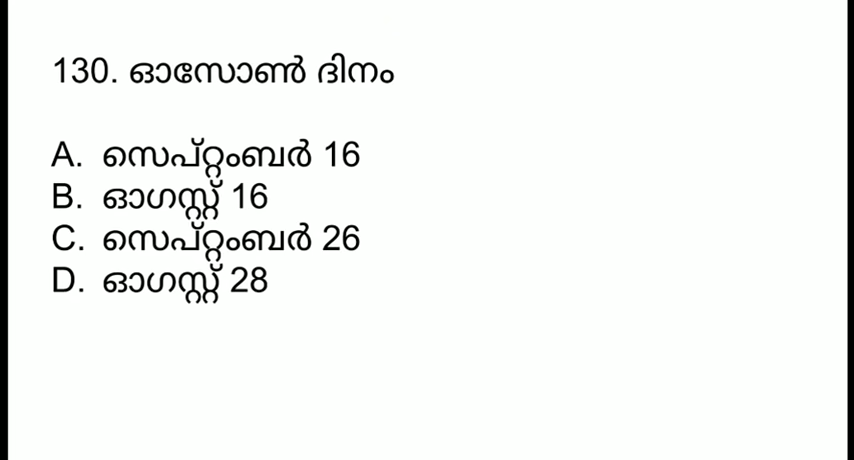 130. ഓസോൺ ദിനം
A. സെപ്റ്റംബർ 16
B. ഓഗസ്റ്റ് 16
C. സെപ്റ്റംബർ 26
D. ഓഗസ്റ്റ് 28